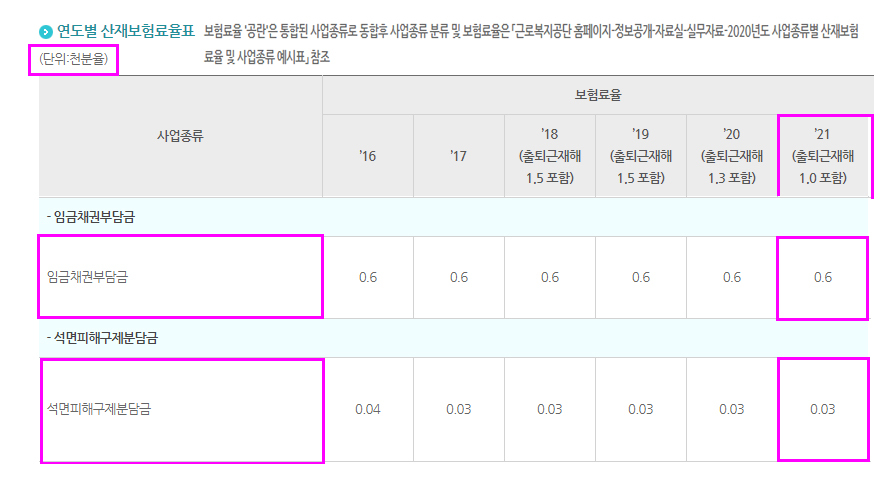 연도별 산재보험료율표 보험료율 '공란'은 통합된 사업종류로 통합후 사업종류 분류 및 보험료율은 「근로복지공단 홈페이지-정보공개-자료실-실무자료-2020년도 사업종류별 산재보험
(단위:천분율) 료율 및 사업종류 예시표」 참조
사업종류 보험료율
'16 '17 '18 (출퇴근재해 1.5 포함) '19 (출퇴근재해 1.5 포함) '20 (출퇴근재해 1.3 포함) '21 (출퇴근재해 1.0 포함)
- 임금채권부담금
임금채권부담금 0.6 0.6 0.6 0.6 0.6 0.6
- 석면피해구제분담금
석면피해구제분담금 0.04 0.03 0.03 0.03 0.03 0.03